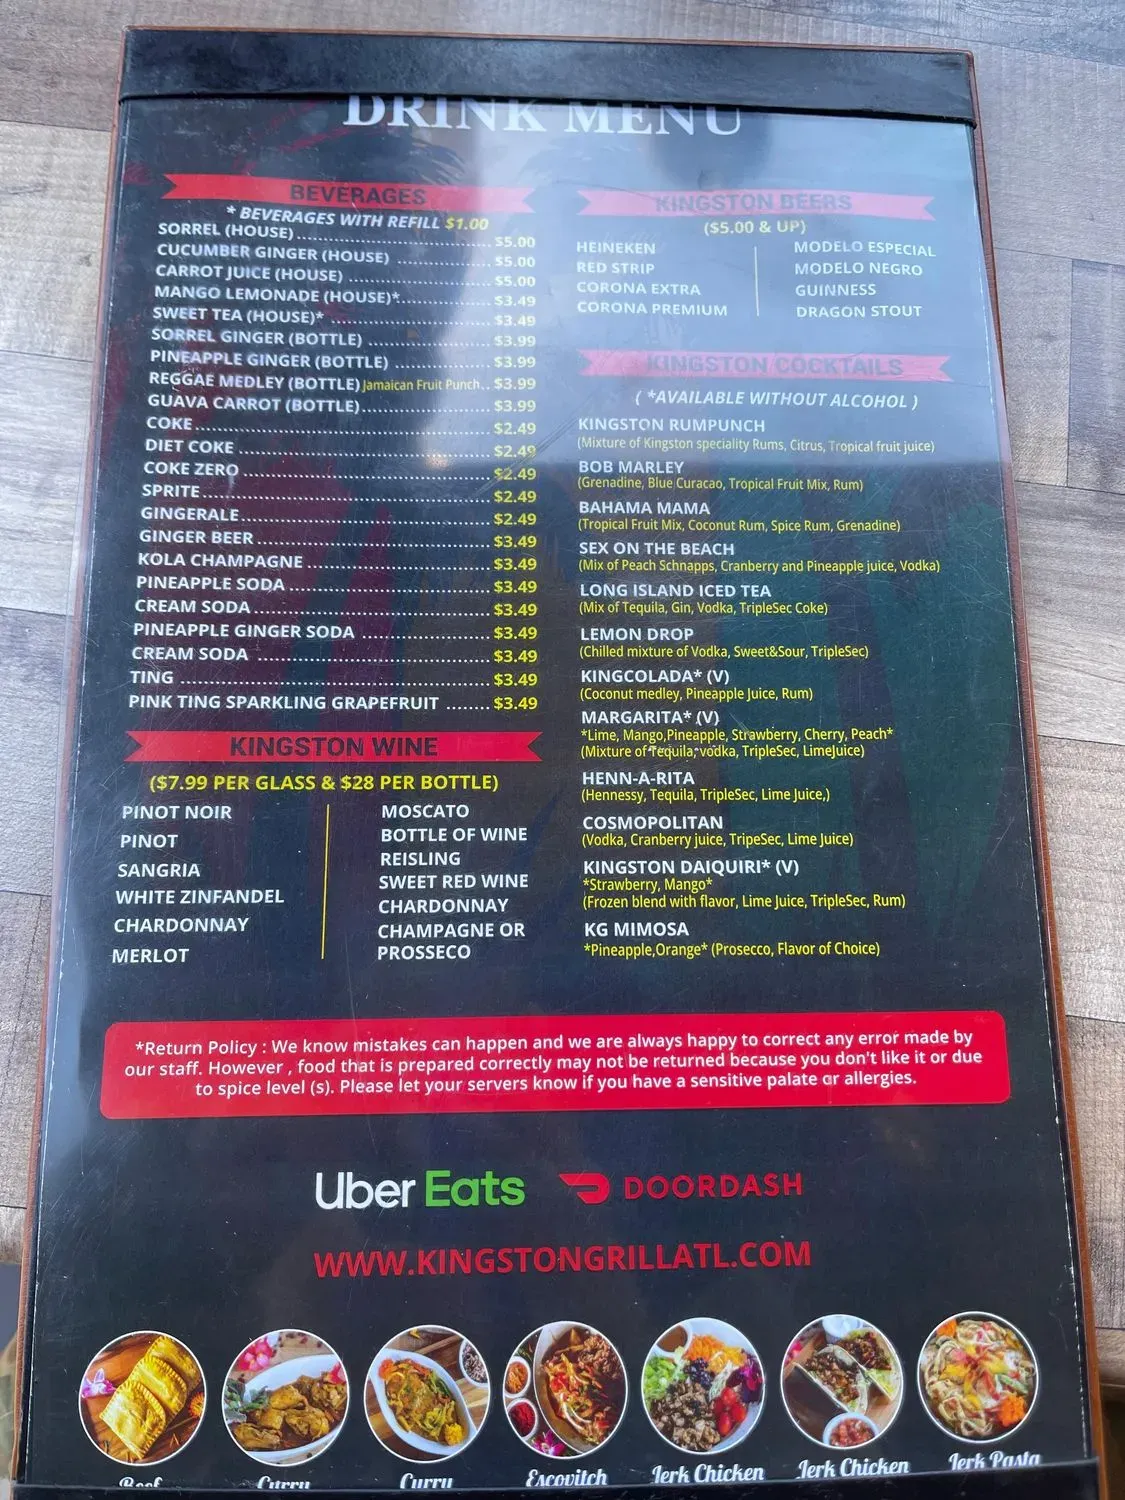 DRINK MENU
BEVERAGES
* BEVERAGES WITH REFILL $1.00
SORREL (HOUSE) $5.00
CUCUMBER GINGER (HOUSE) $5.00
CARROT JUICE (HOUSE) $5.00
MANGO LEMONADE (HOUSE)* $3.49
SWEET TEA (HOUSE)* $3.49
SORREL GINGER (BOTTLE) $3.99
PINEAPPLE GINGER (BOTTLE) $3.99
REGGAE MEDLEY (BOTTLE) Jamaican Fruit Punch $3.99
GUAVA CARROT (BOTTLE) $3.99
COKE $2.49
DIET COKE $2.49
COKE ZERO $2.49
SPRITE $2.49
GINGERALE $2.49
GINGER BEER $3.49
KOLA CHAMPAGNE $3.49
PINEAPPLE SODA $3.49
CREAM SODA $3.49
PINEAPPLE GINGER SODA $3.49
CREAM SODA $3.49
TING $3.49
PINK TING SPARKLING GRAPEFRUIT $3.49
KINGSTON WINE
($7.99 PER GLASS & $28 PER BOTTLE)
PINOT NOIR
PINOT
SANGRIA
WHITE ZINFANDEL
CHARDONNAY
MERLOT
MOSCATO
BOTTLE OF WINE
REISLING
SWEET RED WINE
CHARDONNAY
CHAMPAGNE OR
PROSSECO
KINGSTON BEERS
($5.00 & UP)
HEINEKEN
RED STRIP
CORONA EXTRA
CORONA PREMIUM
MODELO ESPECIAL
MODELO NEGRO
GUINNESS
DRAGON STOUT
KINGSTON COCKTAILS
( *AVAILABLE WITHOUT ALCOHOL )
KINGSTON RUMPUNCH
(Mixture of Kingston speciality Rums, Citrus, Tropical fruit juice)
BOB MARLEY
(Grenadine, Blue Curacao, Tropical Fruit Mix, Rum)
BAHAMA MAMA
(Tropical Fruit Mix, Coconut Rum, Spice Rum, Grenadine)
SEX ON THE BEACH
(Mix of Peach Schnapps, Cranberry and Pineapple juice, Vodka)
LONG ISLAND ICED TEA
(Mix of Tequila, Gin, Vodka, TripleSec Coke)
LEMON DROP
(Chilled mixture of Vodka, Sweet&Sour, TripleSec)
KINGCOLADA* (V)
(Coconut medley, Pineapple Juice, Rum)
MARGARITA* (V)
*Lime, Mango,Pineapple, Strawberry, Cherry, Peach*
(Mixture of Tequila, vodka, TripleSec, LimeJuice)
HENN-A-RITA
(Hennessy, Tequila, TripleSec, Lime Juice,)
COSMOPOLITAN
(Vodka, Cranberry juice, TripeSec, Lime Juice)
KINGSTON DAIQUIRI* (V)
*Strawberry, Mango*
(Frozen blend with flavor, Lime Juice, TripleSec, Rum)
KG MIMOSA
*Pineapple,Orange* (Prosecco, Flavor of Choice)
*Return Policy : We know mistakes can happen and we are always happy to correct any error made by
our staff. However , food that is prepared correctly may not be returned because you don't like it or due
to spice level (s). Please let your servers know if you have a sensitive palate or allergies.
Uber Eats DOORDASH
WWW.KINGSTONGRILLATL.COM
Beef Curry Curry Escovitch Jerk Chicken Jerk Chicken Jerk Pasta